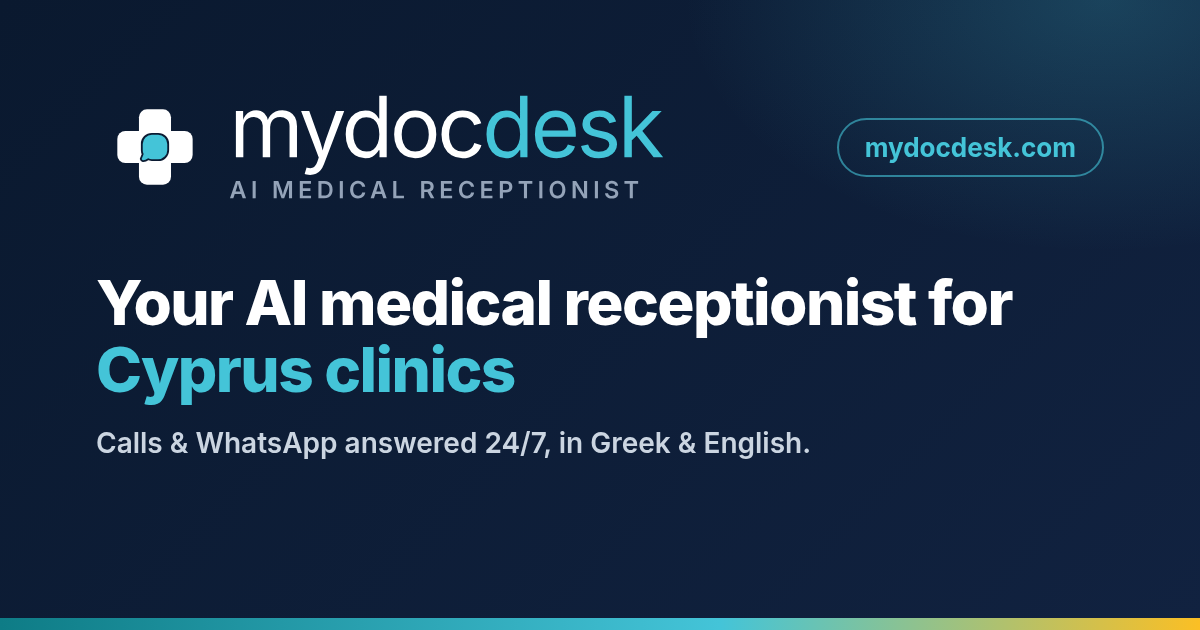 mydocdesk
AI MEDICAL RECEPTIONIST
mydocdesk.com
Your AI medical receptionist for
Cyprus clinics
Calls & WhatsApp answered 24/7, in Greek & English.